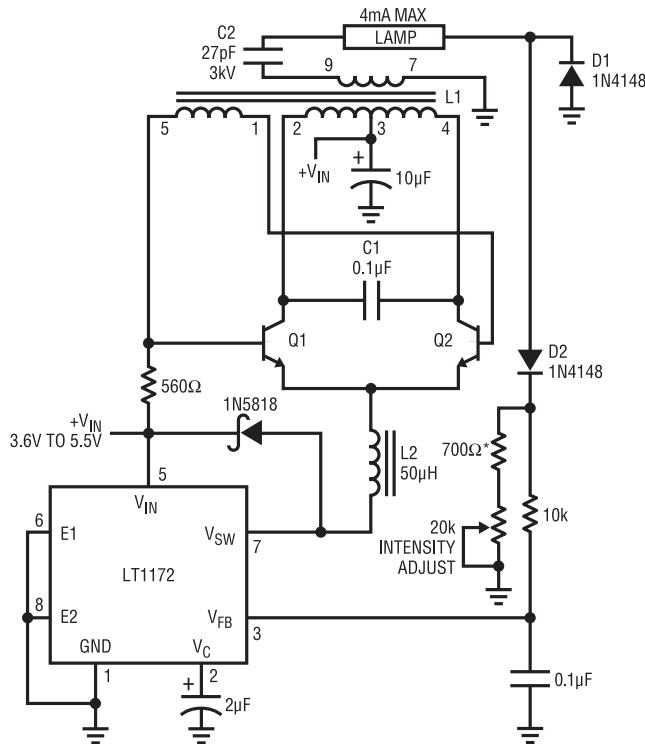 C2
27pF
3kV
4mA MAX
LAMP
D1
1N4148
9
7
L1
5
1
2
3
4
+VIN
+
10µF
C1
0.1µF
Q1
Q2
D2
1N4148
560Ω
1N5818
+VIN
3.6V TO 5.5V
L2
50µH
700Ω*
10k
20k
INTENSITY
ADJUST
5
VIN
6
E1
VSW
7
LT1172
8
E2
VFB
3
GND
VC
1
2
+
2µF
0.1µF